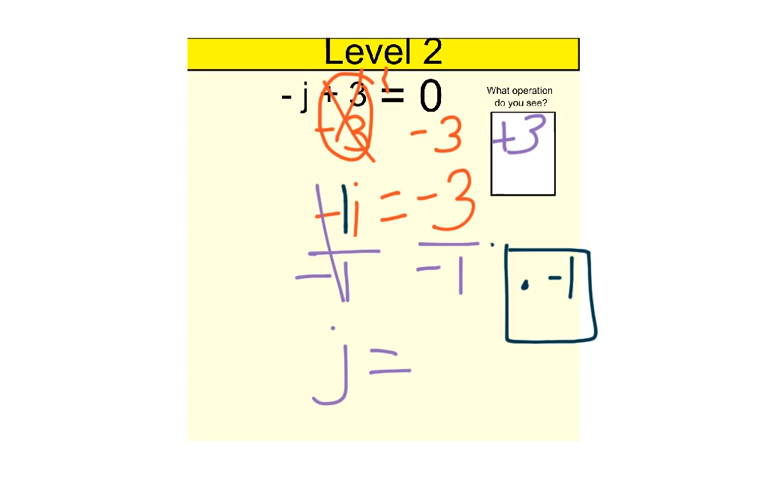 Level 2
- j + 3 = 0
What operation
do you see?
- 3 - 3
+3
-1j = -3
-1 -1
· -1
j =